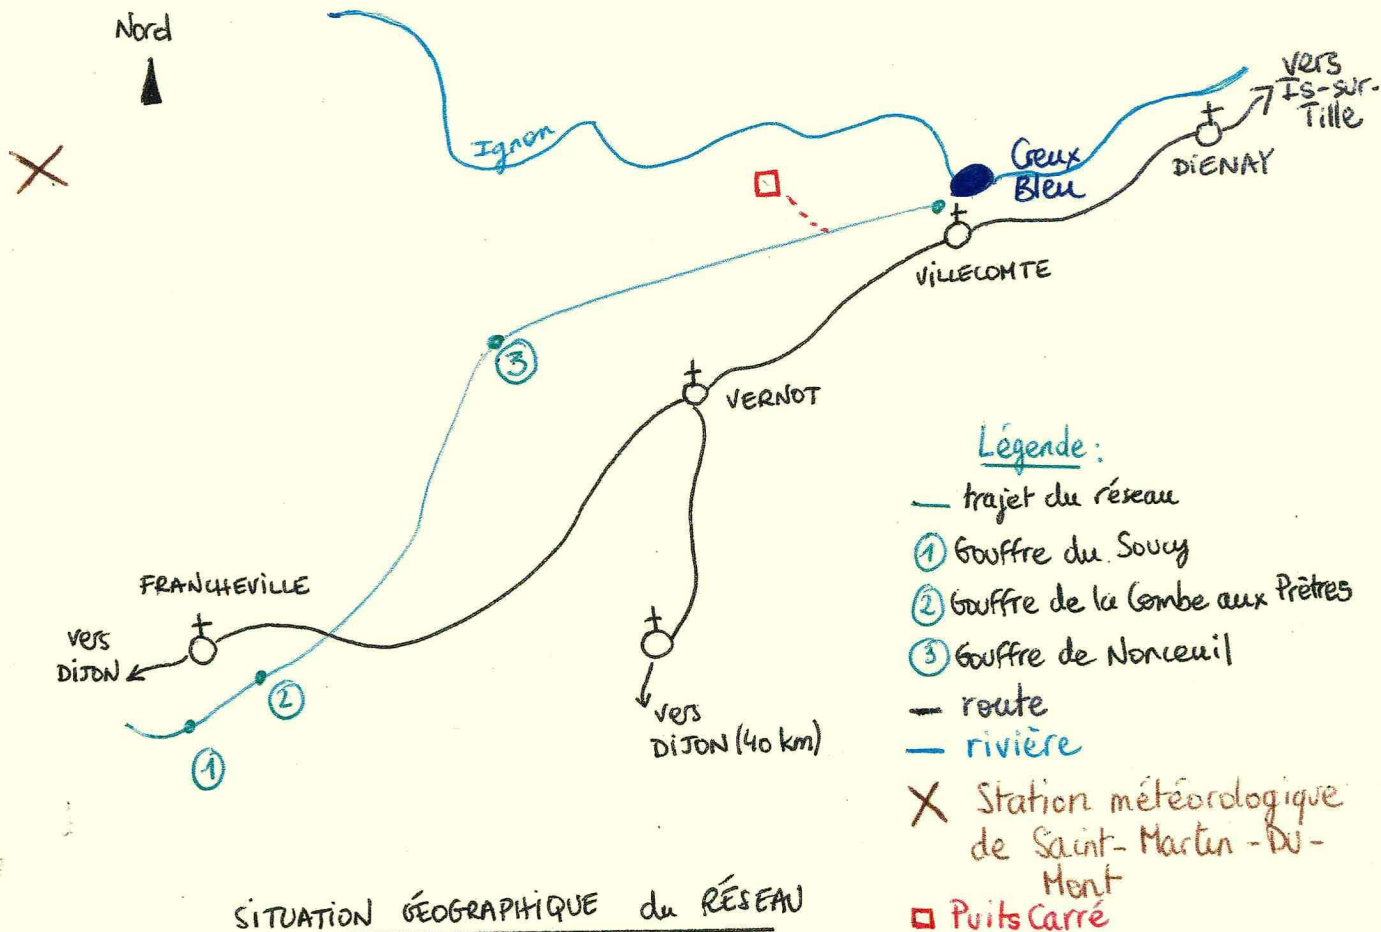 Nord
vers
Is-sur-
Tille
Ignon
Creux
Bleu
DIENAY
VILLECOMTE
3
VERNOT
FRANCHEVILLE
vers
DIJON
2
1
vers
DIJON (40 km)
Légende :
trajet du réseau
1 Gouffre du Soucy
2 Gouffre de la Combe aux Prêtres
3 Gouffre de Nonceuil
route
rivière
Station météorologique
de Saint-Martin-Du-
Mont
Puits Carré
SITUATION GÉOGRAPHIQUE du RÉSEAU